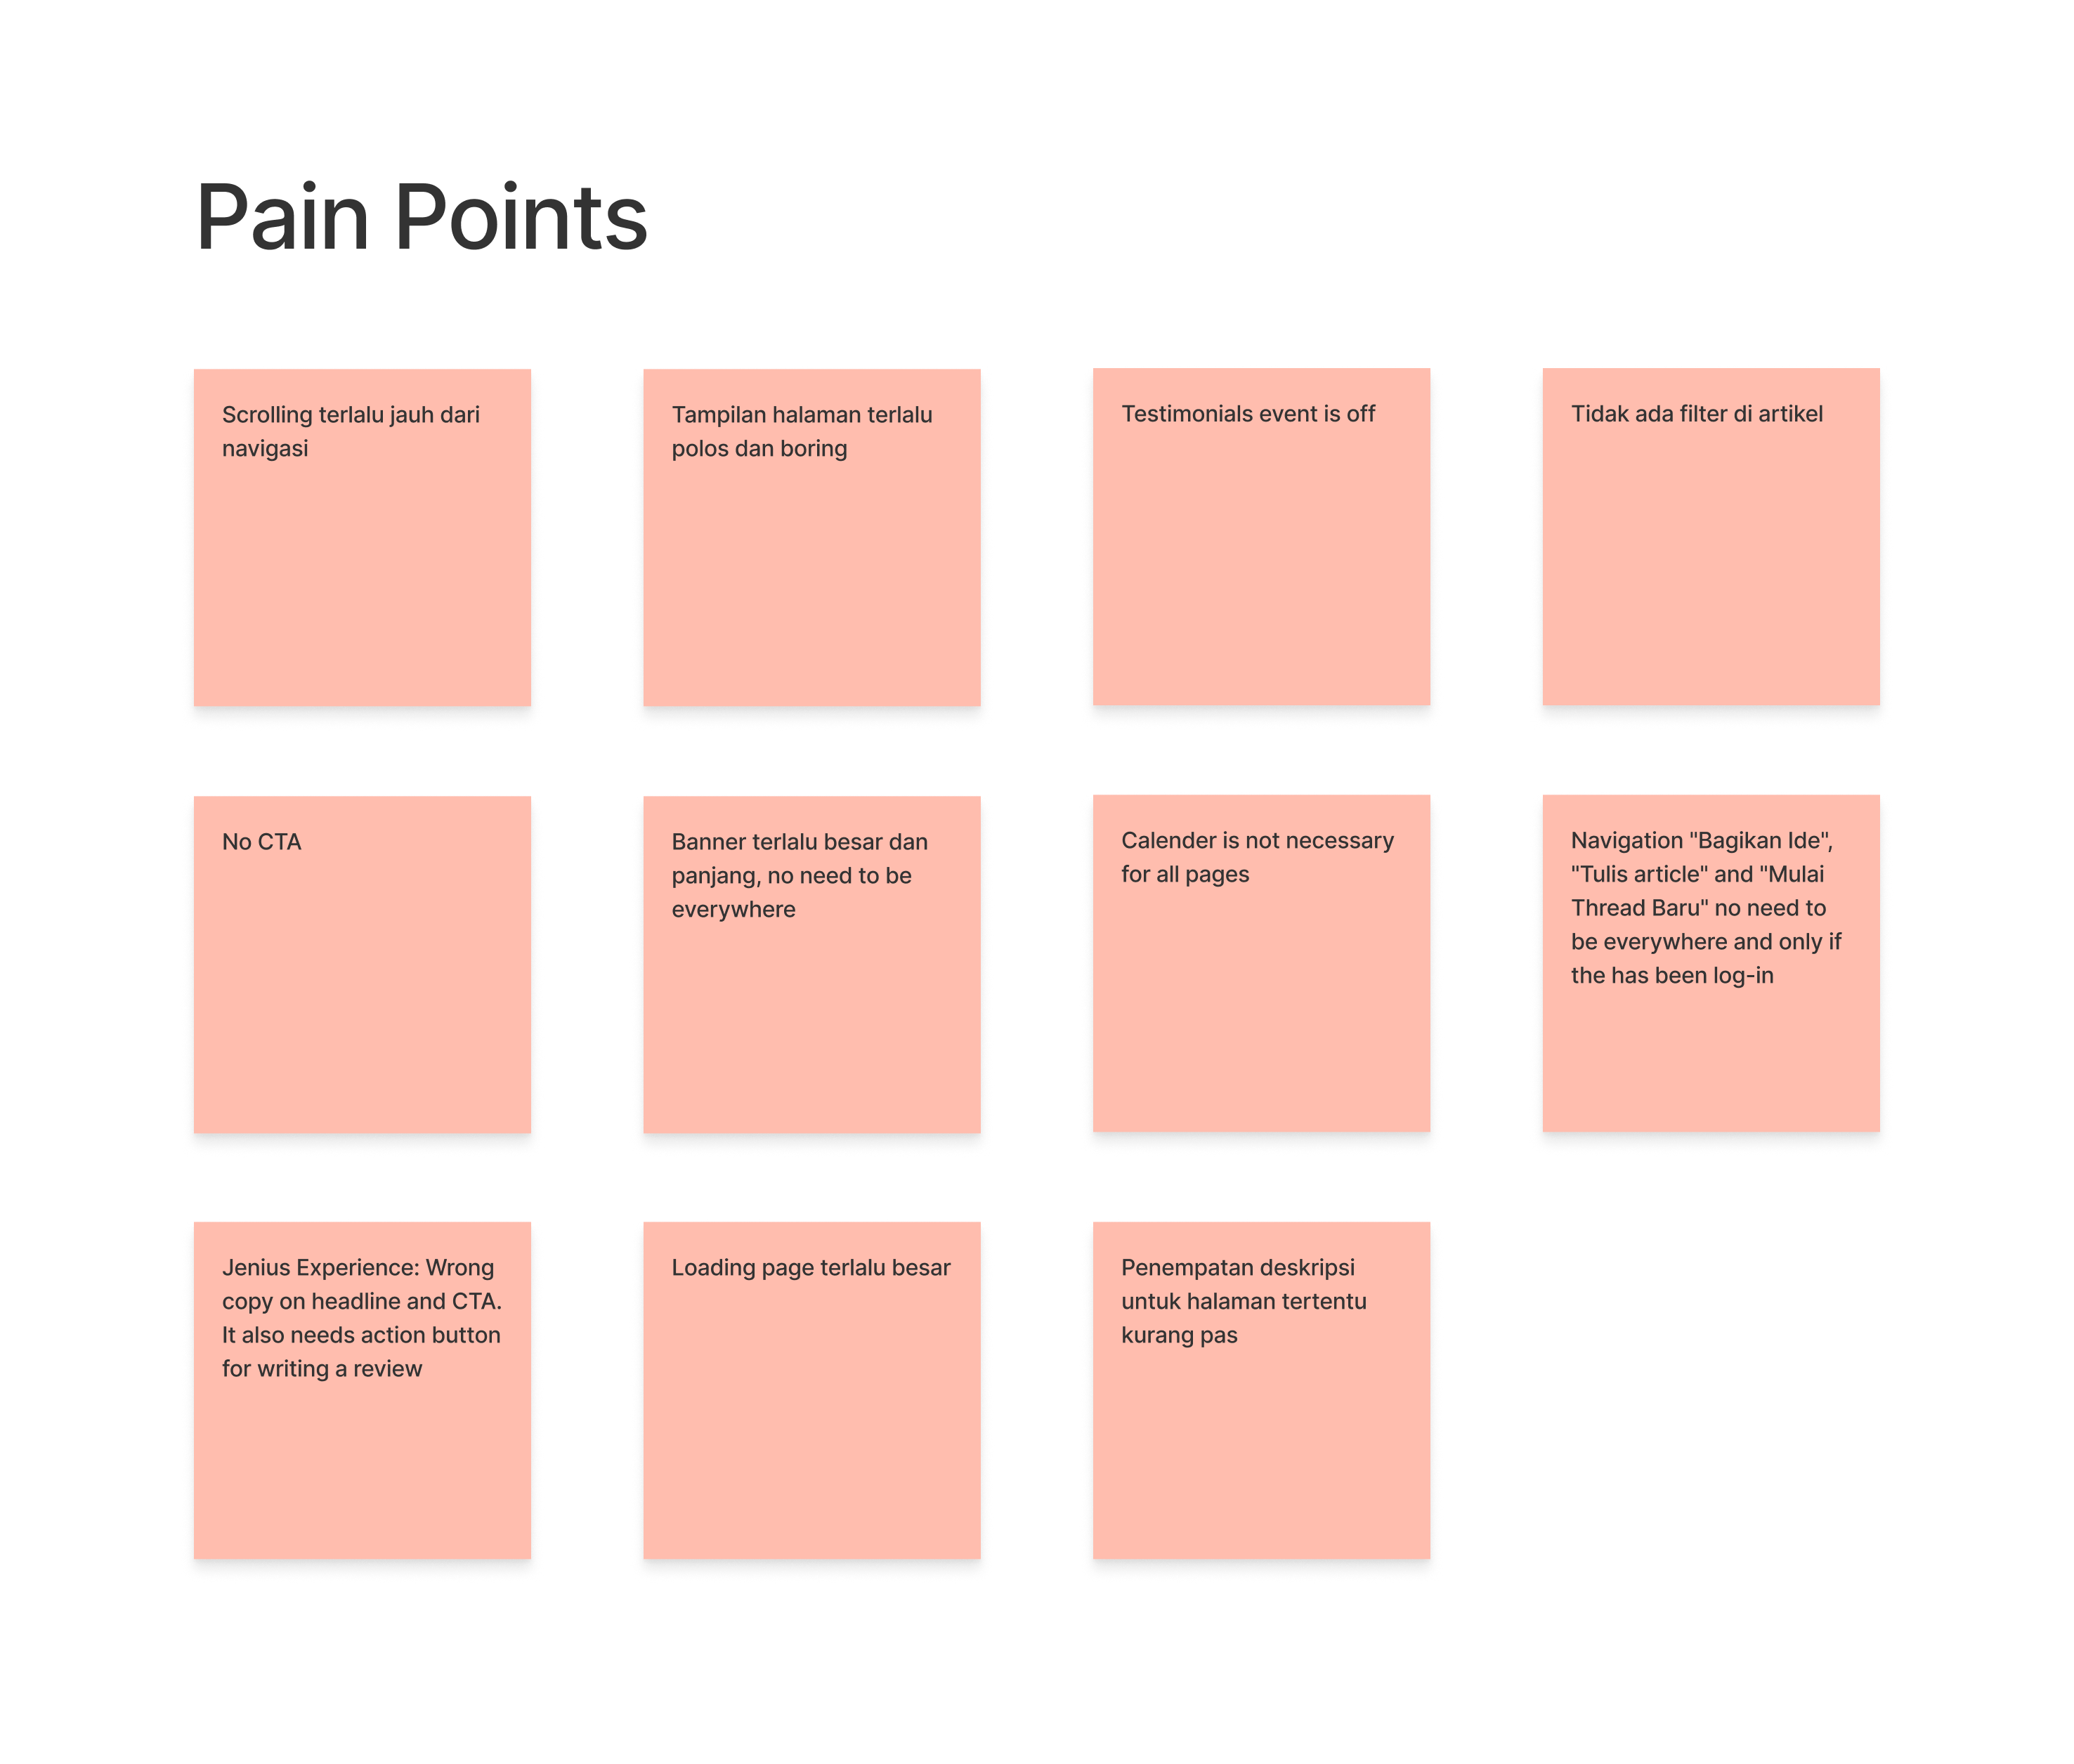 Pain Points
Scrolling terlalu jauh dari
navigasi
Tampilan halaman terlalu
polos dan boring
Testimonials event is off
Tidak ada filter di artikel
No CTA
Banner terlalu besar dan
panjang, no need to be
everywhere
Calender is not necessary
for all pages
Navigation "Bagikan Ide",
"Tulis article" and "Mulai
Thread Baru" no need to
be everywhere and only if
the has been log-in
Jenius Experience: Wrong
copy on headline and CTA.
It also needs action button
for writing a review
Loading page terlalu besar
Penempatan deskripsi
untuk halaman tertentu
kurang pas